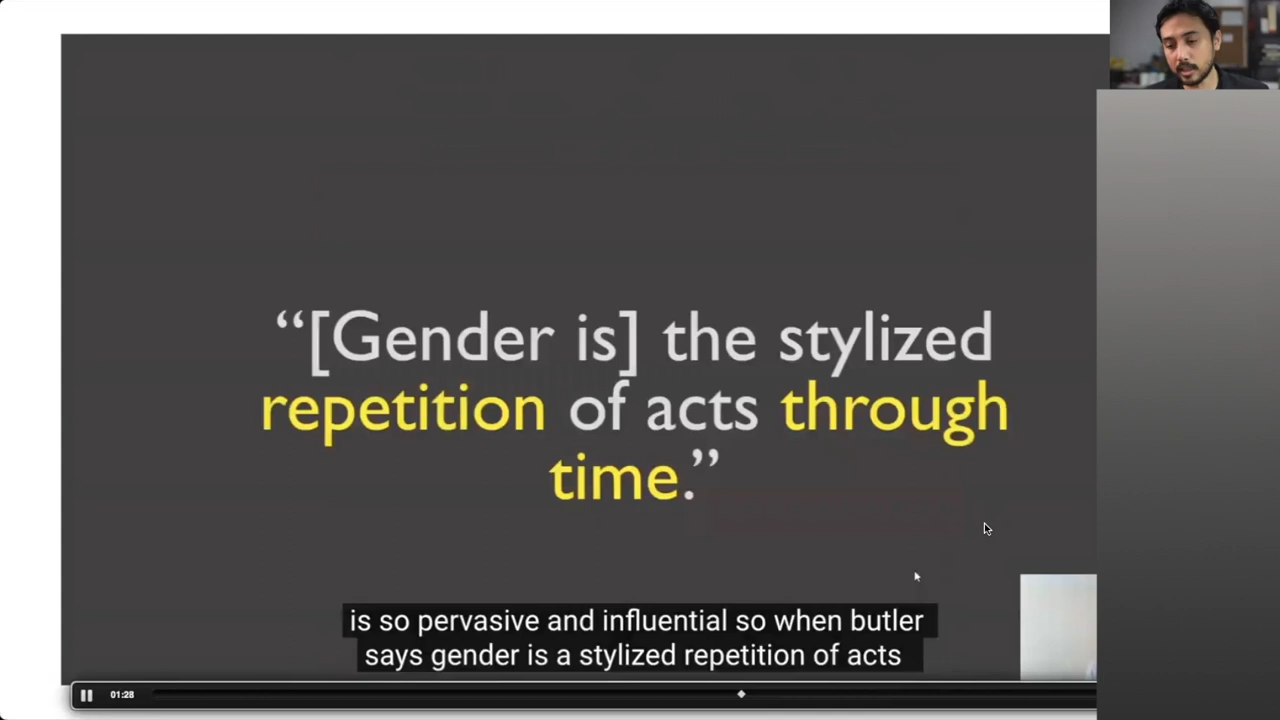 “[Gender is] the stylized
repetition of acts through
time.”
is so pervasive and influential so when butler
says gender is a stylized repetition of acts
01:28